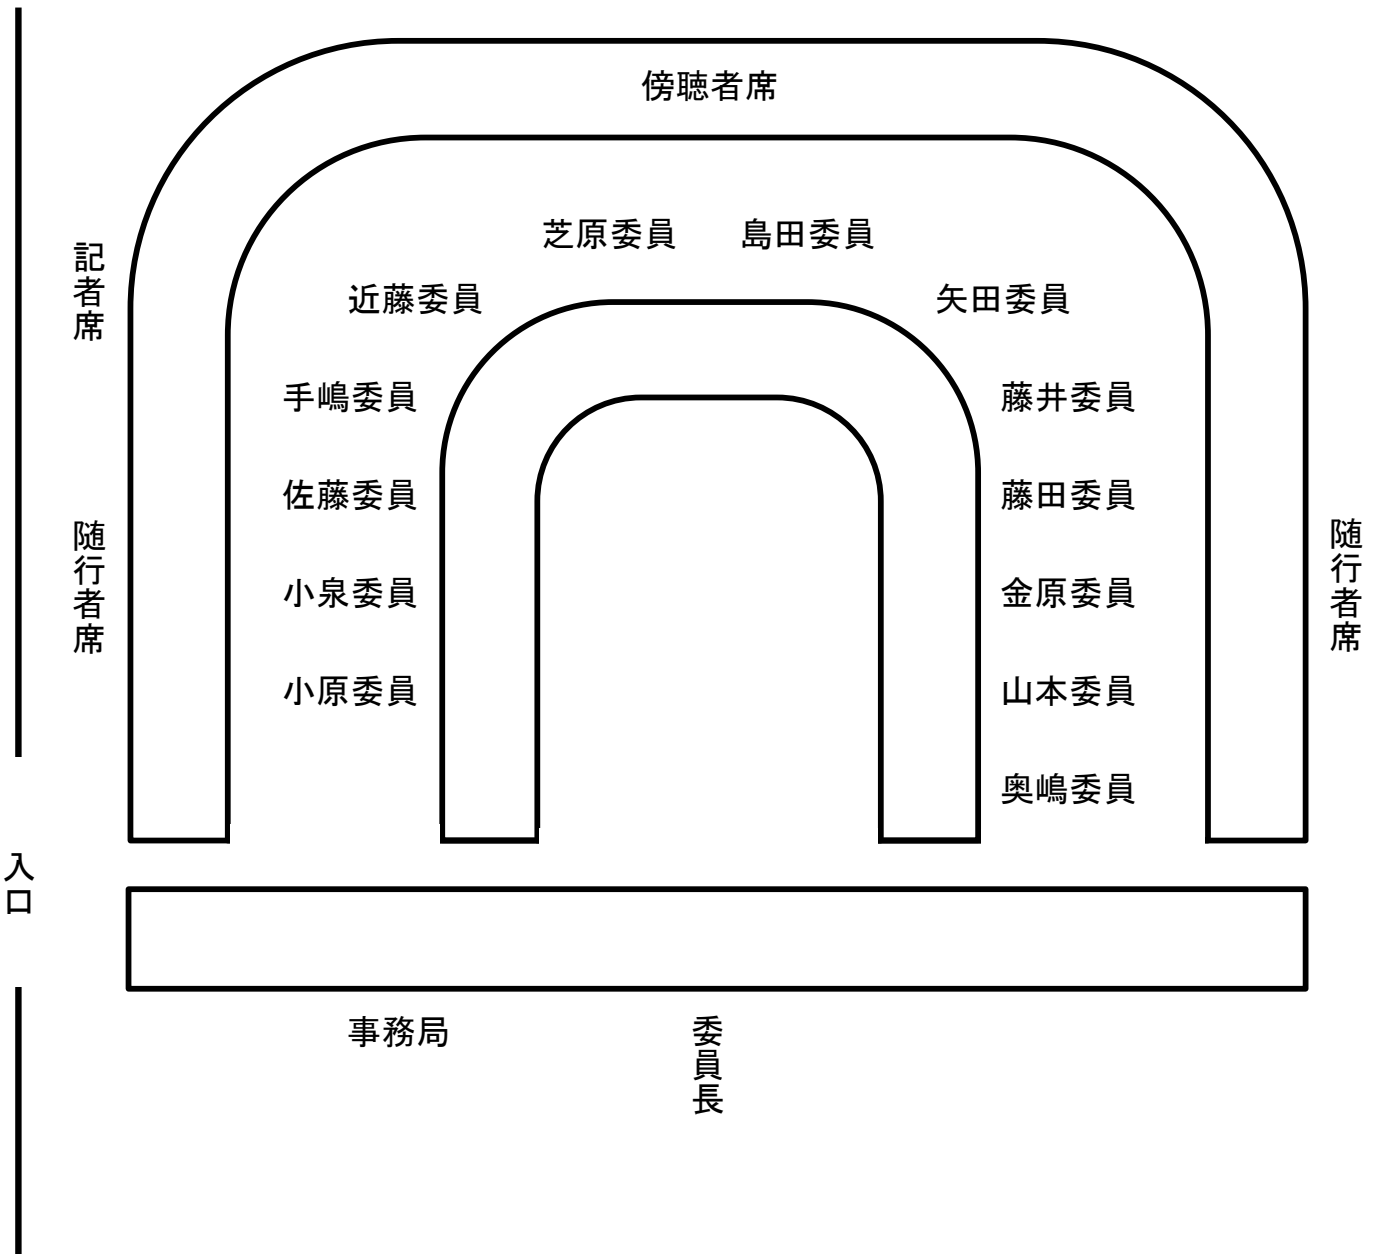 傍聴者席
芝原委員　島田委員
記者席
近藤委員　矢田委員
手嶋委員　藤井委員
佐藤委員　藤田委員
随行者席
随行者席
小泉委員　金原委員
小原委員　山本委員
奥嶋委員
入口
事務局
委員長